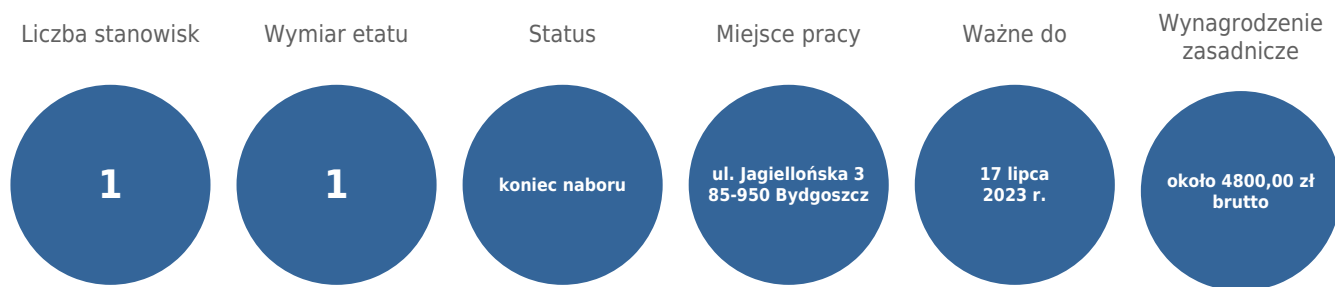 Liczba stanowisk
1
Wymiar etatu
1
Status
koniec naboru
Miejsce pracy
ul. Jagiellońska 3
85-950 Bydgoszcz
Ważne do
17 lipca
2023 r.
Wynagrodzenie
zasadnicze
około 4800,00 zł
brutto